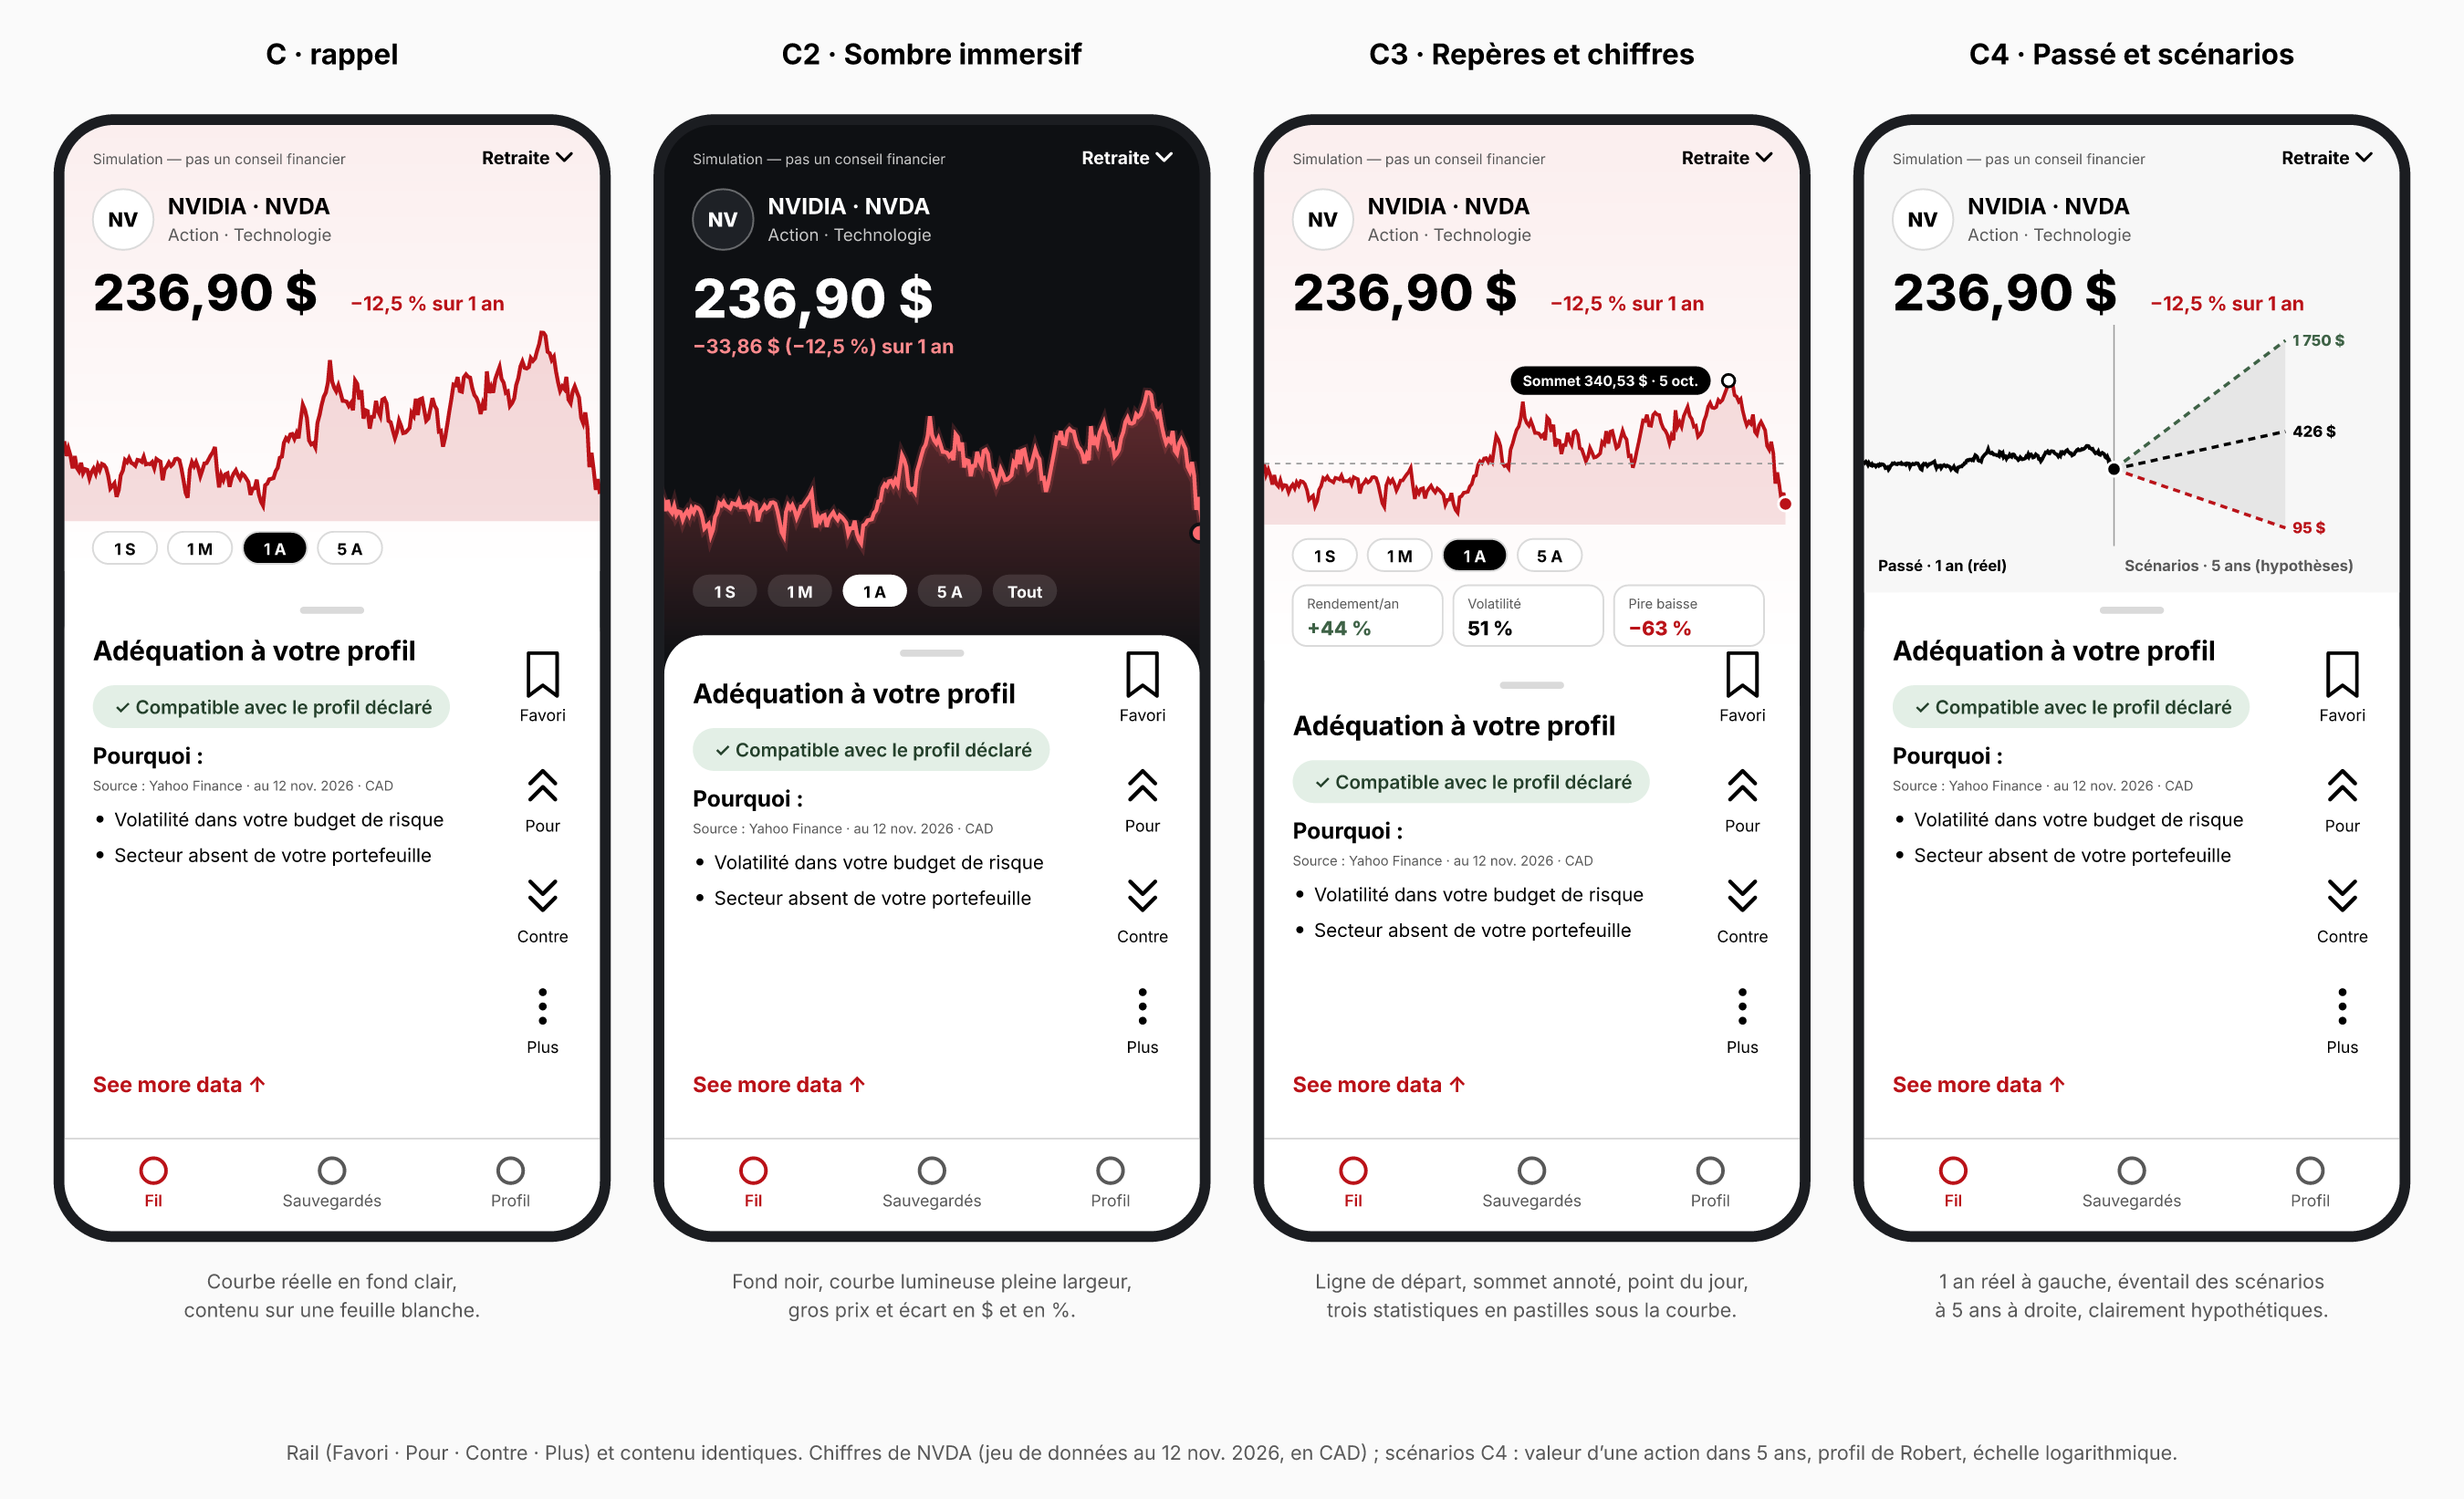 C · rappel
Simulation — pas un conseil financier
Retraite
NV
NVIDIA · NVDA
Action · Technologie
236,90 $
−12,5 % sur 1 an
1 S
1 M
1 A
5 A
Adéquation à votre profil
✓ Compatible avec le profil déclaré
Pourquoi :
Source : Yahoo Finance · au 12 nov. 2026 · CAD
• Volatilité dans votre budget de risque
• Secteur absent de votre portefeuille
Favori
Pour
Contre
Plus
See more data ↑
Fil
Sauvegardés
Profil
Courbe réelle en fond clair,
contenu sur une feuille blanche.
C2 · Sombre immersif
Simulation — pas un conseil financier
Retraite
NV
NVIDIA · NVDA
Action · Technologie
236,90 $
−33,86 $ (−12,5 %) sur 1 an
1 S
1 M
1 A
5 A
Tout
Adéquation à votre profil
✓ Compatible avec le profil déclaré
Pourquoi :
Source : Yahoo Finance · au 12 nov. 2026 · CAD
• Volatilité dans votre budget de risque
• Secteur absent de votre portefeuille
Favori
Pour
Contre
Plus
See more data ↑
Fil
Sauvegardés
Profil
Fond noir, courbe lumineuse pleine largeur,
gros prix et écart en $ et en %.
C3 · Repères et chiffres
Simulation — pas un conseil financier
Retraite
NV
NVIDIA · NVDA
Action · Technologie
236,90 $
−12,5 % sur 1 an
Sommet 340,53 $ · 5 oct.
1 S
1 M
1 A
5 A
Rendement/an
+44 %
Volatilité
51 %
Pire baisse
−63 %
Adéquation à votre profil
✓ Compatible avec le profil déclaré
Pourquoi :
Source : Yahoo Finance · au 12 nov. 2026 · CAD
• Volatilité dans votre budget de risque
• Secteur absent de votre portefeuille
Favori
Pour
Contre
Plus
See more data ↑
Fil
Sauvegardés
Profil
Ligne de départ, sommet annoté, point du jour,
trois statistiques en pastilles sous la courbe.
C4 · Passé et scénarios
Simulation — pas un conseil financier
Retraite
NV
NVIDIA · NVDA
Action · Technologie
236,90 $
−12,5 % sur 1 an
1 750 $
426 $
95 $
Passé · 1 an (réel)
Scénarios · 5 ans (hypothèses)
Adéquation à votre profil
✓ Compatible avec le profil déclaré
Pourquoi :
Source : Yahoo Finance · au 12 nov. 2026 · CAD
• Volatilité dans votre budget de risque
• Secteur absent de votre portefeuille
Favori
Pour
Contre
Plus
See more data ↑
Fil
Sauvegardés
Profil
1 an réel à gauche, éventail des scénarios
à 5 ans à droite, clairement hypothétiques.
Rail (Favori · Pour · Contre · Plus) et contenu identiques. Chiffres de NVDA (jeu de données au 12 nov. 2026, en CAD) ; scénarios C4 : valeur d’une action dans 5 ans, profil de Robert, échelle logarithmique.